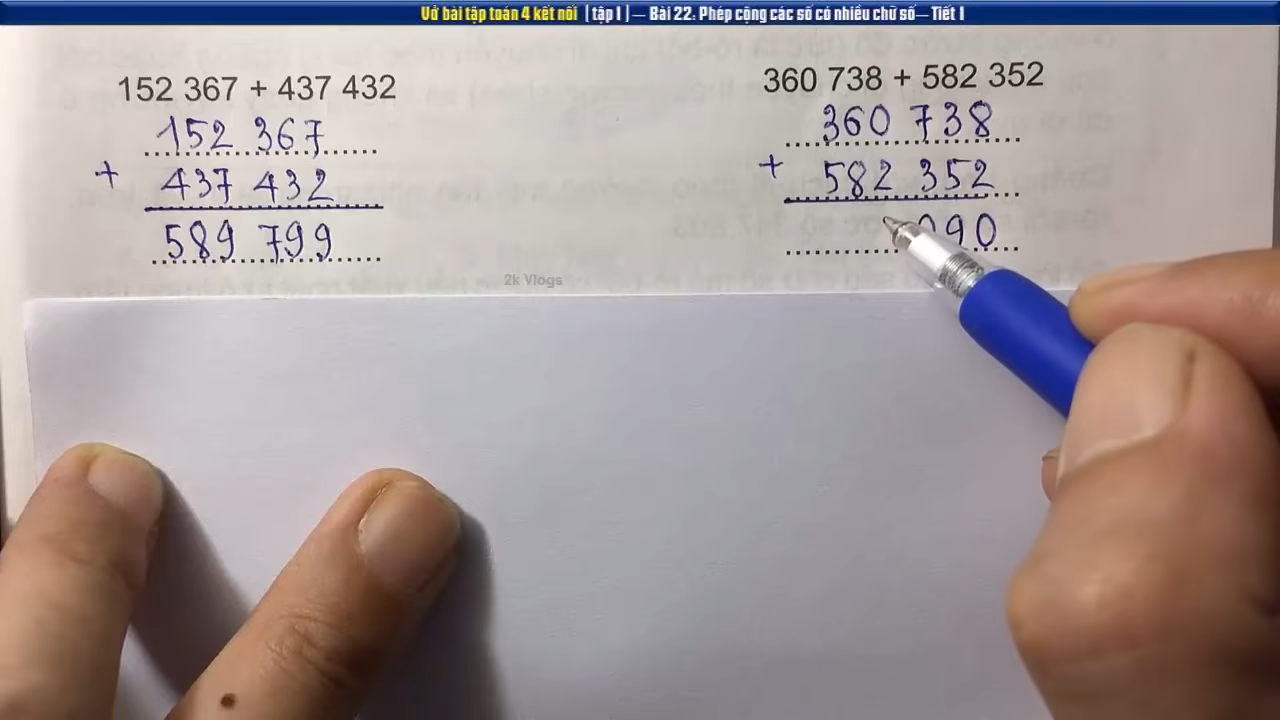 Vở bài tập toán 4 kết nối (tập 1) – Bài 22: Phép cộng các số có nhiều chữ số – Tiết 1
152 367 + 437 432
152 367
+
437 432
589 799
360 738 + 582 352
360 738
+
582 352
090
2k Vlogs